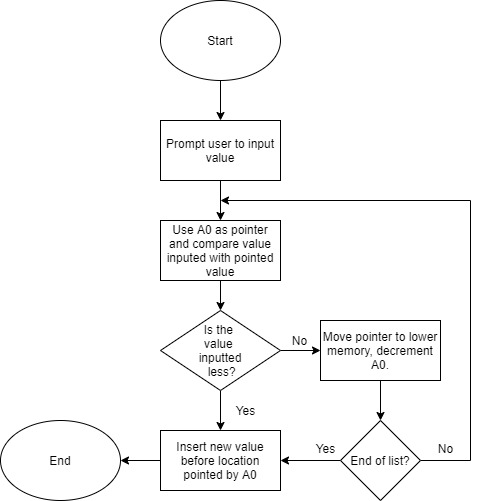 Start
Prompt user to input
value
Use A0 as pointer
and compare value
inputed with pointed
value
Is the
value
inputted
less?
No
Move pointer to lower
memory, decrement
A0.
Yes
Insert new value
before location
pointed by A0
End
Yes
End of list?
No